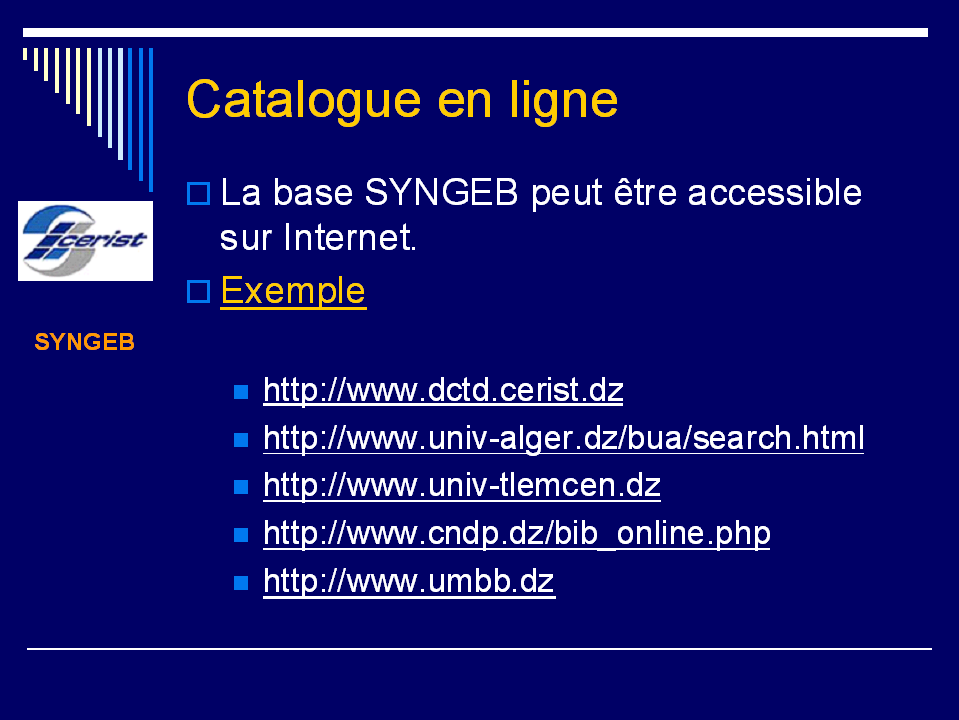 Catalogue en ligne
La base SYNGEB peut être accessible
sur Internet.
Exemple
cerist
SYNGEB
http://www.dctd.cerist.dz
http://www.univ-alger.dz/bua/search.html
http://www.univ-tlemcen.dz
http://www.cndp.dz/bib_online.php
http://www.umbb.dz